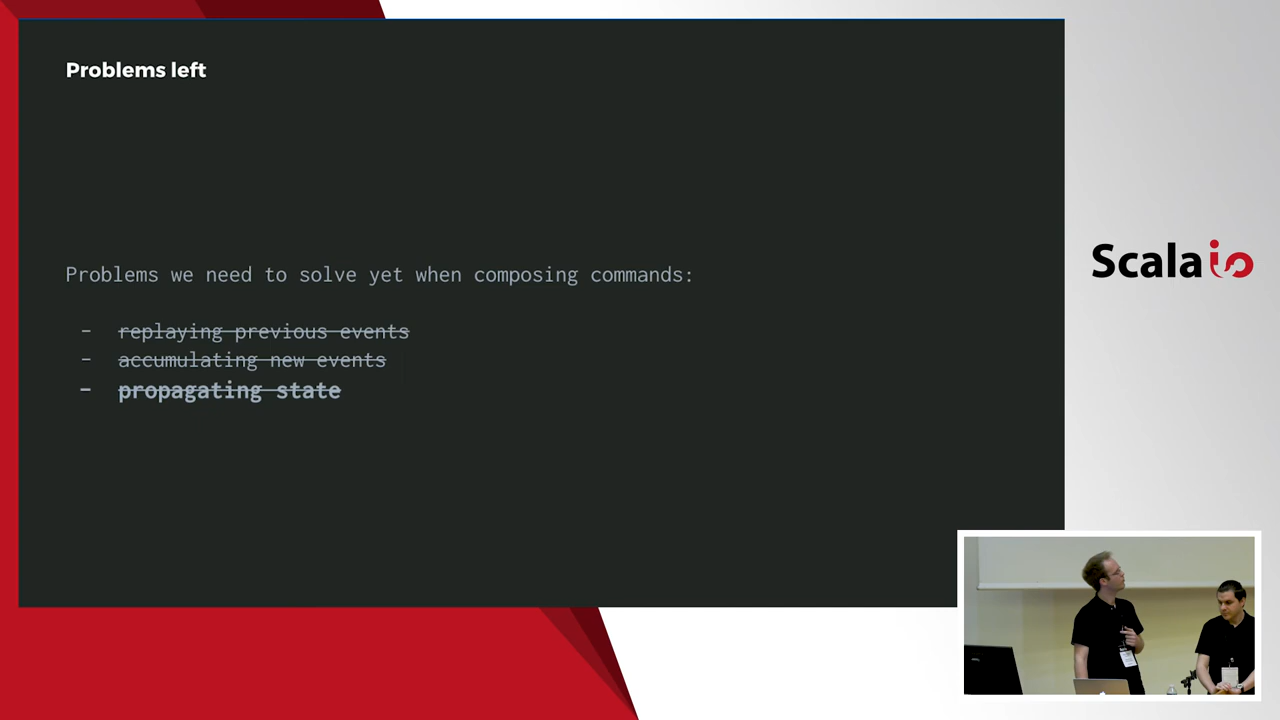 Problems left
Problems we need to solve yet when composing commands:
- replaying previous events
- accumulating new events
- propagating state
Scala io